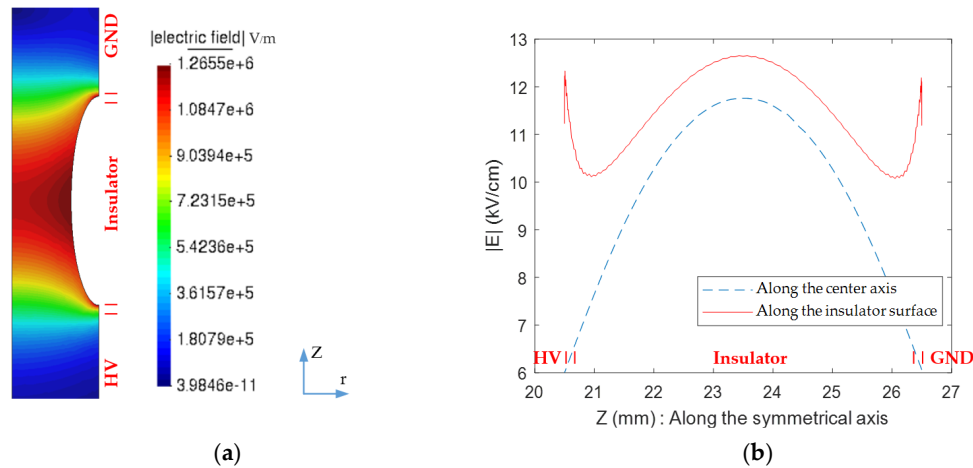 GND
Insulator
HV
|electric field| V/m
1.2655e+6
1.0847e+6
9.0394e+5
7.2315e+5
5.4236e+5
3.6157e+5
1.8079e+5
3.9846e-11
Z
r
(a)
|E| (kV/cm)
13
12
11
10
9
8
7
6
Along the center axis
Along the insulator surface
HV Insulator GND
20 21 22 23 24 25 26 27
Z (mm) : Along the symmetrical axis
(b)